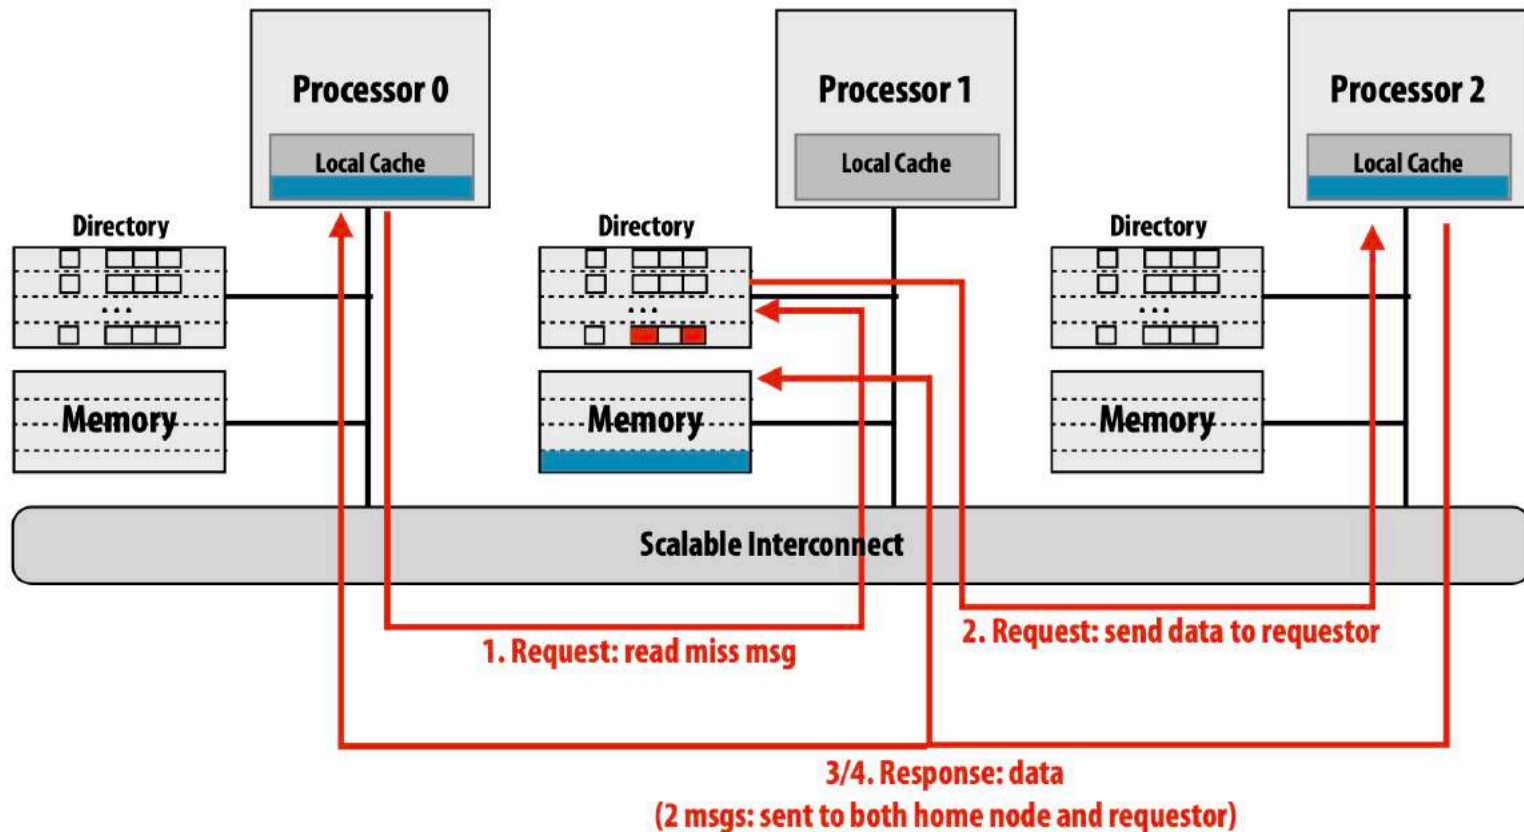 Processor 0
Local Cache
Processor 1
Local Cache
Processor 2
Local Cache
Directory
...
Directory
...
Directory
...
Memory
Memory
Memory
Scalable Interconnect
1. Request: read miss msg
2. Request: send data to requestor
3/4. Response: data
(2 msgs: sent to both home node and requestor)